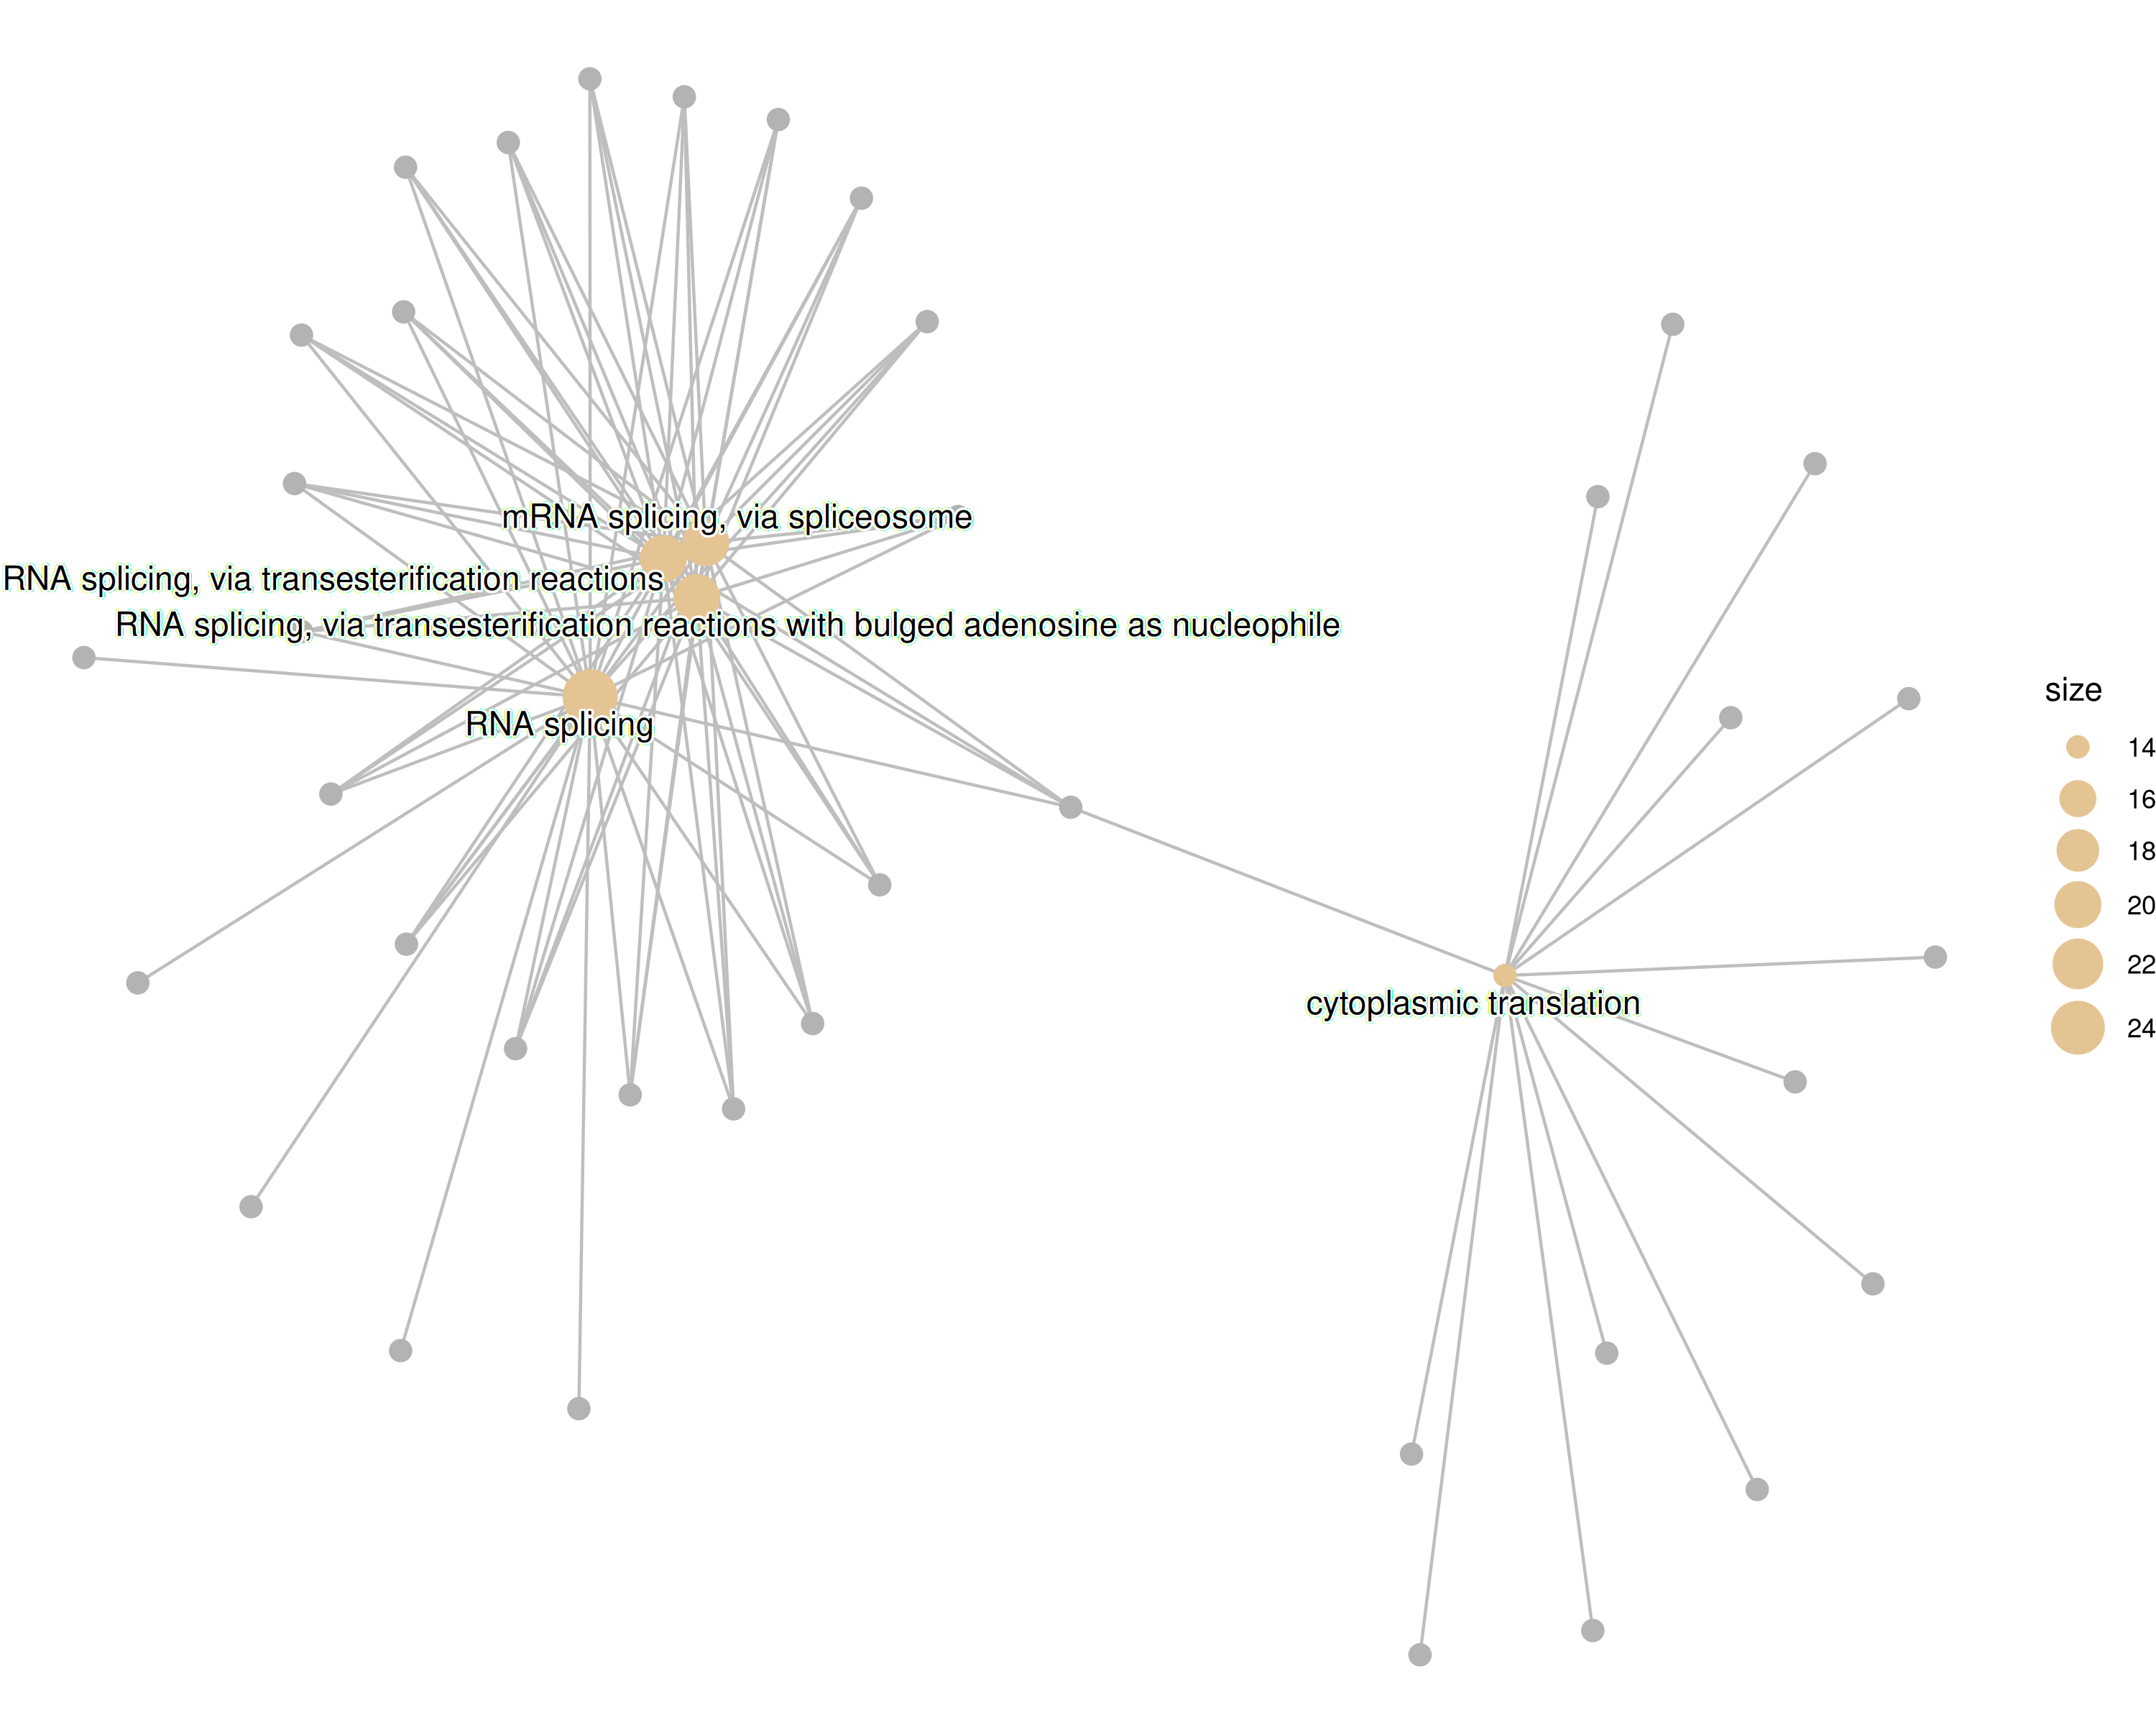 mRNA splicing, via spliceosome
RNA splicing, via transesterification reactions
RNA splicing, via transesterification reactions with bulged adenosine as nucleophile
RNA splicing
cytoplasmic translation
size
14
16
18
20
22
24